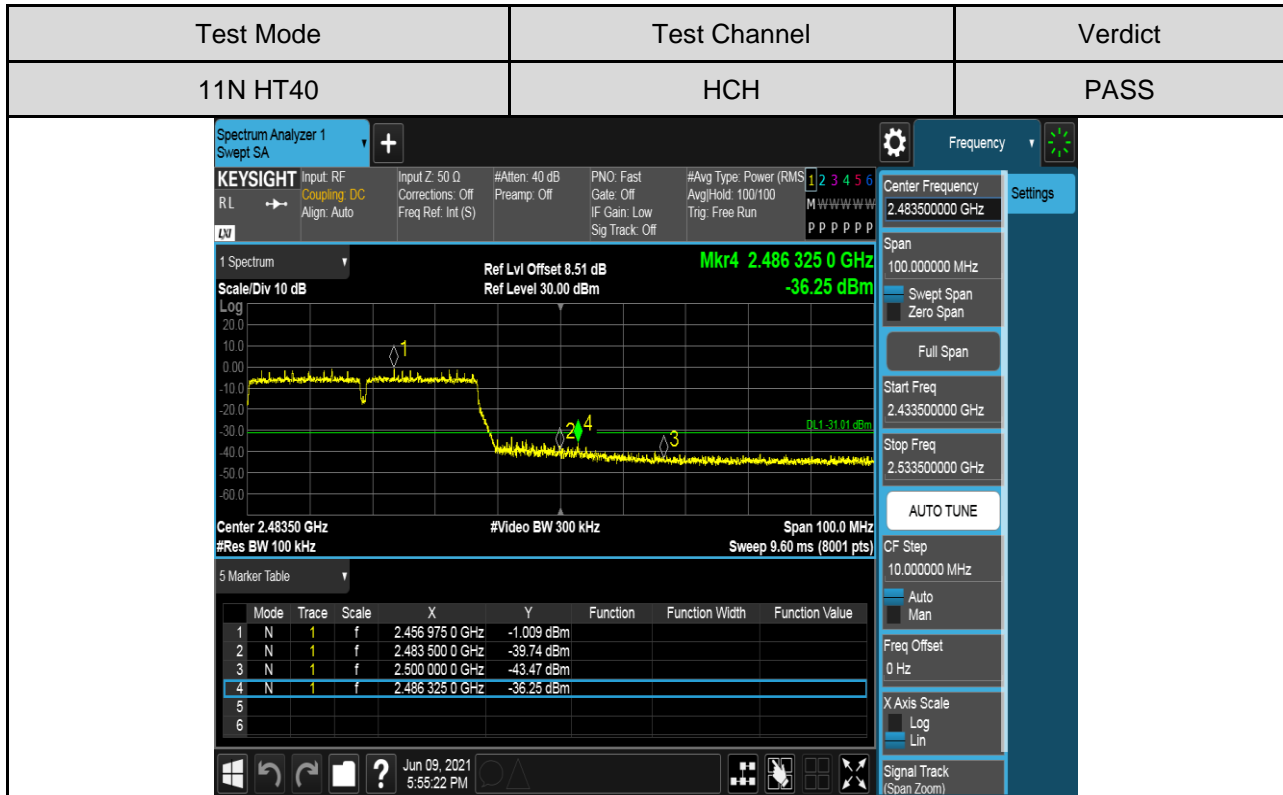 Test Mode Test Channel Verdict
11N HT40 HCH PASS
Spectrum Analyzer 1
Swept SA
+
Frequency
KEYSIGHT Input: RF Input Z: 50 Ω #Atten: 40 dB PNO: Fast #Avg Type: Power (RMS 1 2 3 4 5 6
RL Coupling: DC Corrections: Off Preamp: Off Gate: Off Avg|Hold: 100/100 M W W W W W
Align: Auto Freq Ref: Int (S) IF Gain: Low Trig: Free Run
LXI Sig Track: Off P P P P P P
1 Spectrum Ref Lvl Offset 8.51 dB Mkr4 2.486 325 0 GHz
Scale/Div 10 dB Ref Level 30.00 dBm -36.25 dBm
Log
20.0
10.0
1
0.00
-10.0
-20.0
DL1 -31.01 dBm
-30.0
2 4 3
-40.0
-50.0
-60.0
Center 2.48350 GHz #Video BW 300 kHz Span 100.0 MHz
#Res BW 100 kHz Sweep 9.60 ms (8001 pts)
5 Marker Table
Mode Trace Scale X Y Function Function Width Function Value
1 N 1 f 2.456 975 0 GHz -1.009 dBm
2 N 1 f 2.483 500 0 GHz -39.74 dBm
3 N 1 f 2.500 000 0 GHz -43.47 dBm
4 N 1 f 2.486 325 0 GHz -36.25 dBm
5
6
Center Frequency
2.483500000 GHz
Settings
Span
100.000000 MHz
Swept Span
Zero Span
Full Span
Start Freq
2.433500000 GHz
Stop Freq
2.533500000 GHz
AUTO TUNE
CF Step
10.000000 MHz
Auto
Man
Freq Offset
0 Hz
X Axis Scale
Log
Lin
Signal Track
(Span Zoom)
? Jun 09, 2021
5:55:22 PM